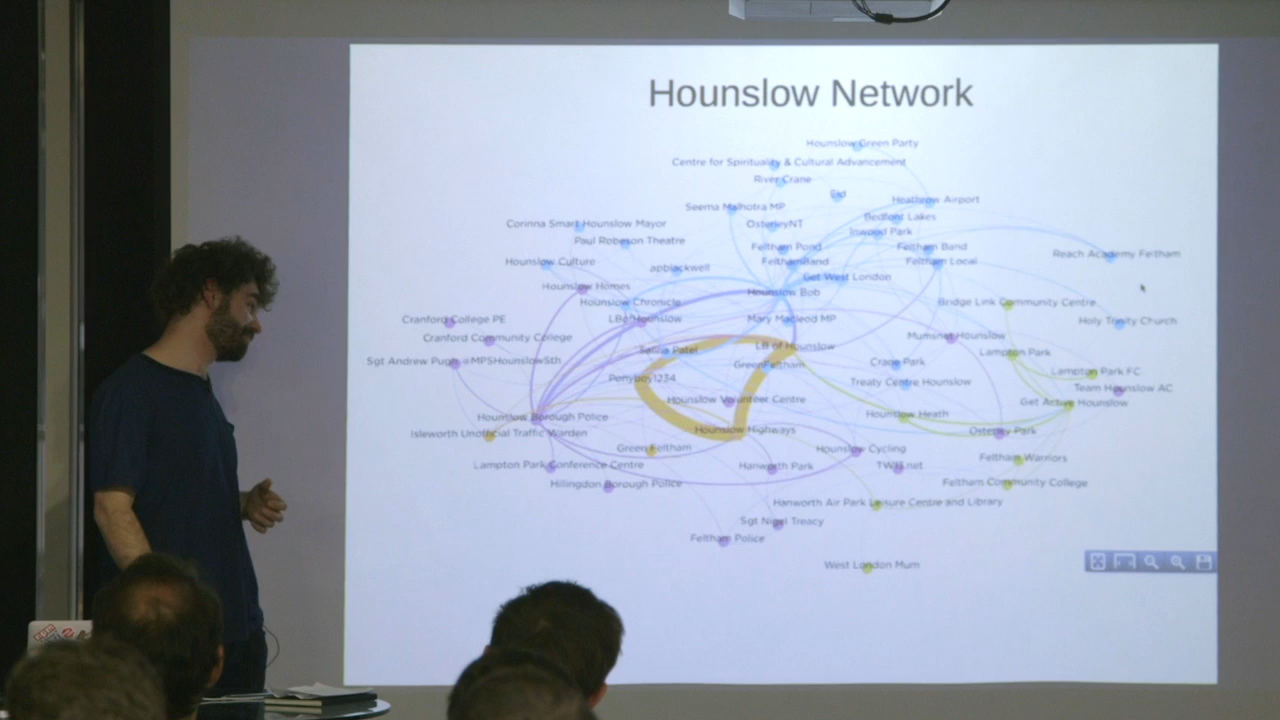 Hounslow Network
Hounslow Green Party
Centre for Spirituality & Cultural Advancement
River Crane
Eid
Heathrow Airport
Seema Malhotra MP
Bedfont Lakes
Corinna Smart Hounslow Mayor
OsterleyNT
Inwood Park
Paul Robeson Theatre
Feltham Pond
Feltham Band
Reach Academy Feltham
Hounslow Culture
FelthamBand
Feltham Local
apblackwell
Get West London
Hounslow Homes
Hounslow Bob
Hounslow Chronicle
Bridge Link Community Centre
Cranford College PE
LBofHounslow
Mary Macleod MP
Holy Trinity Church
Cranford Community College
Mumsnet Hounslow
Salina Patel
LB of Hounslow
Lampton Park
Sgt Andrew Pugh @MPSHounslowSth
GreenFeltham
Crane Park
Lampton Park FC
Ponyboy1234
Treaty Centre Hounslow
Team Hounslow AC
Hounslow Volunteer Centre
Get Active Hounslow
Hounslow Borough Police
Hounslow Heath
Isleworth Unofficial Traffic Warden
Hounslow Highways
Osterley Park
Green Feltham
Hounslow Cycling
Feltham Warriors
Lampton Park Conference Centre
Hanworth Park
Hillingdon Borough Police
Feltham Community College
Hanworth Air Park Leisure Centre and Library
Sgt Nigel Treacy
Feltham Police
West London Mum